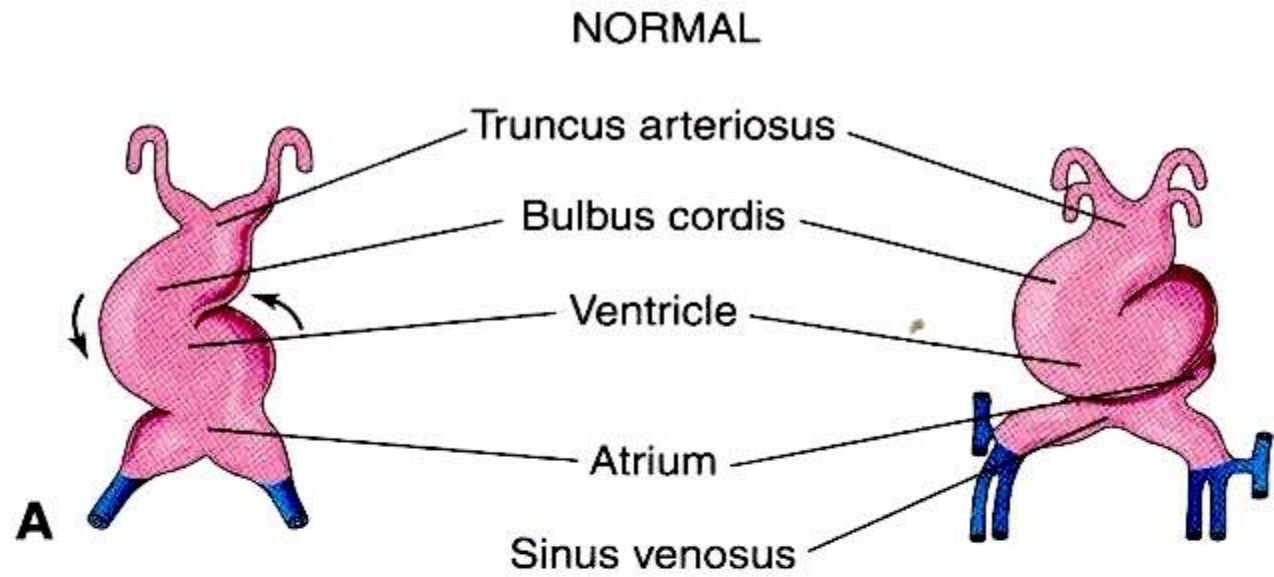 NORMAL
Truncus arteriosus
Bulbus cordis
Ventricle
Atrium
A
Sinus venosus